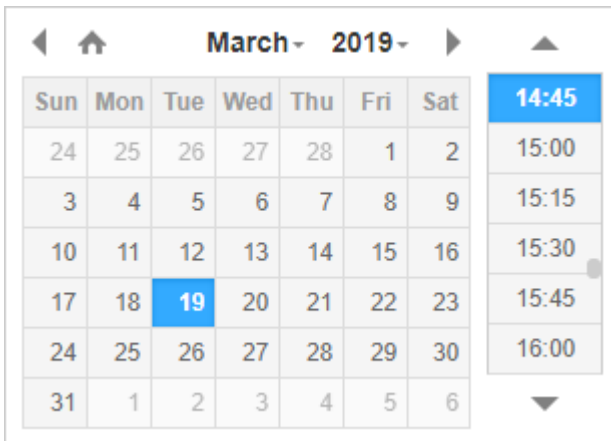 March 2019
Sun Mon Tue Wed Thu Fri Sat
24 25 26 27 28 1 2
3 4 5 6 7 8 9
10 11 12 13 14 15 16
17 18 19 20 21 22 23
24 25 26 27 28 29 30
31 1 2 3 4 5 6
14:45
15:00
15:15
15:30
15:45
16:00